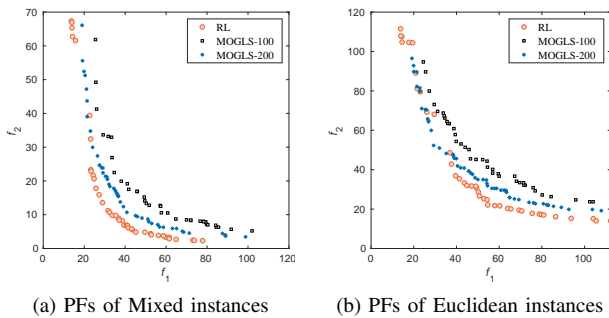 70
60
50
40
30
20
10
0
f2
0 20 40 60 80 100 120
f1
RL
MOGLS-100
MOGLS-200
(a) PFs of Mixed instances
120
100
80
60
40
20
0
f2
0 20 40 60 80 100
f1
RL
MOGLS-100
MOGLS-200
(b) PFs of Euclidean instances